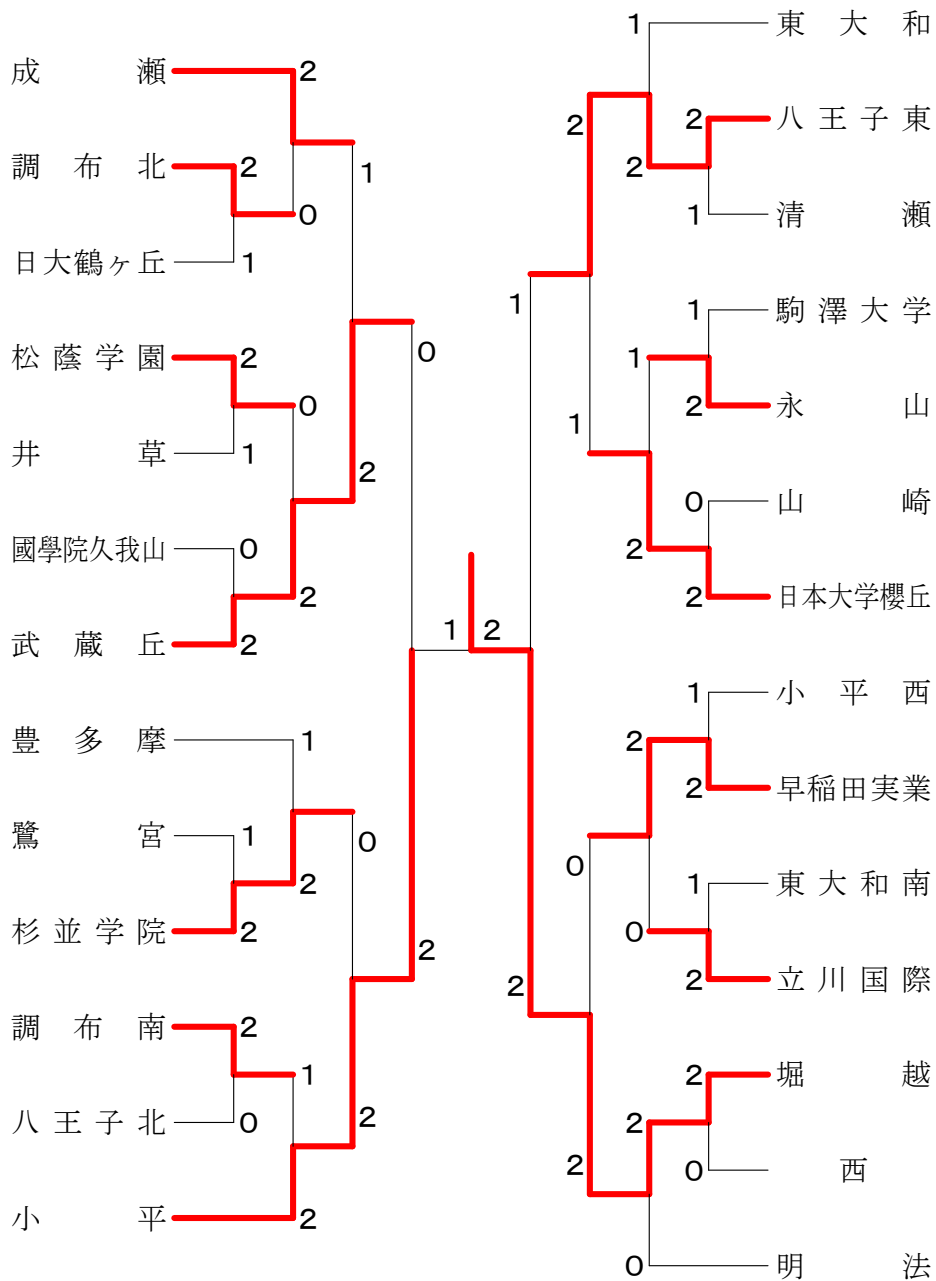 成瀬
2
調布北
2
1
0
日大鶴ヶ丘
1
松蔭学園
2
0
0
井草
1
2
國學院久我山
0
2
武蔵丘
2
1
2
豊多摩
1
鷺宮
1
0
2
杉並学院
2
2
調布南
2
1
八王子北
0
2
小平
2
1
東大和
2
2
八王子東
2
1
清瀬
1
1
駒澤大学
1
2
永山
1
0
山崎
2
2
日本大学櫻丘
1
小平西
2
2
早稲田実業
0
1
東大和南
0
2
立川国際
2
2
堀越
2
0
西
2
0
明法